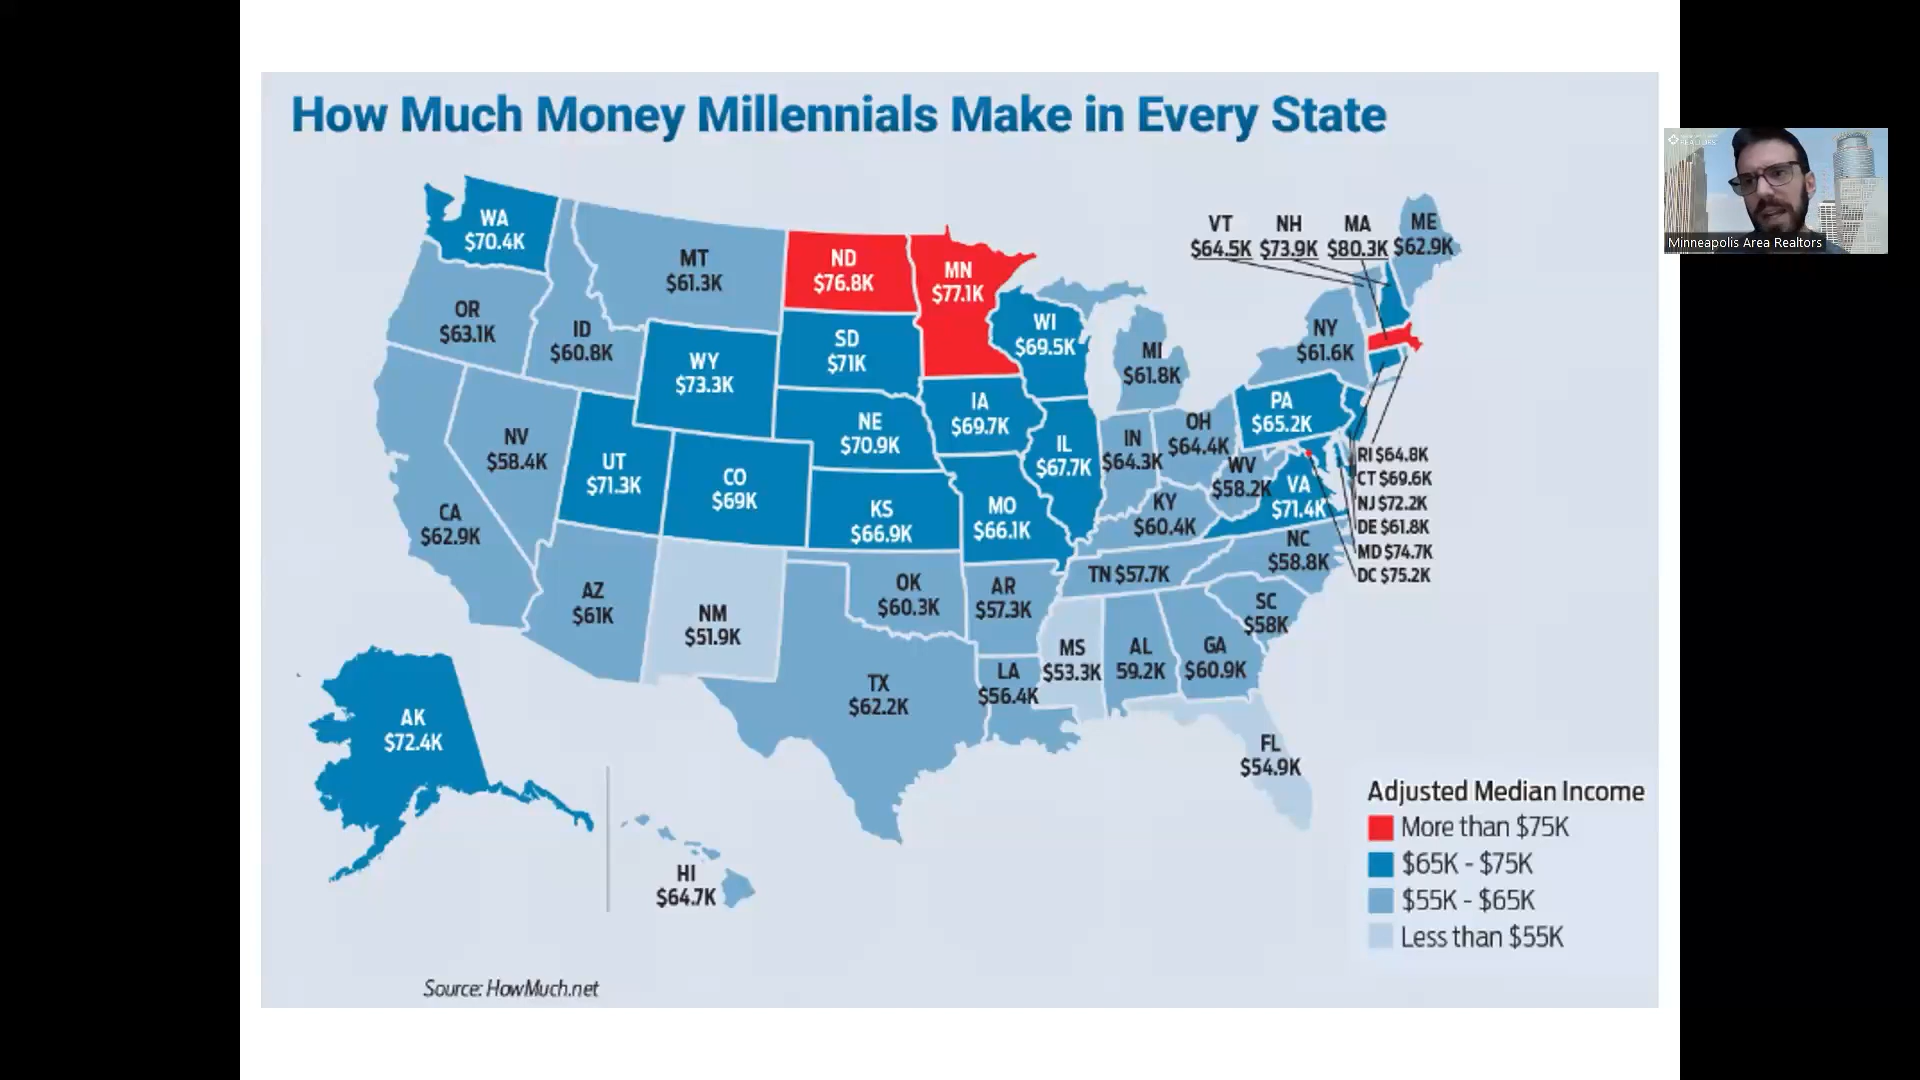 How Much Money Millennials Make in Every State
WA
$70.4K
MT
$61.3K
ND
$76.8K
MN
$77.1K
VT
$64.5K
NH
$73.9K
MA
$80.3K
ME
$62.9K
OR
$63.1K
ID
$60.8K
WY
$73.3K
SD
$71K
WI
$69.5K
MI
$61.8K
NY
$61.6K
NV
$58.4K
UT
$71.3K
CO
$69K
NE
$70.9K
IA
$69.7K
IL
$67.7K
IN
$64.3K
OH
$64.4K
PA
$65.2K
CA
$62.9K
KS
$66.9K
MO
$66.1K
KY
$60.4K
WV
$58.2K
VA
$71.4K
RI $64.8K
CT $69.6K
NJ $72.2K
DE $61.8K
MD $74.7K
DC $75.2K
AZ
$61K
NM
$51.9K
OK
$60.3K
AR
$57.3K
TN $57.7K
NC
$58.8K
SC
$58K
TX
$62.2K
LA
$56.4K
MS
$53.3K
AL
59.2K
GA
$60.9K
FL
$54.9K
AK
$72.4K
HI
$64.7K
Adjusted Median Income
More than $75K
$65K - $75K
$55K - $65K
Less than $55K
Source: HowMuch.net
REALTORS
Minneapolis Area Realtors